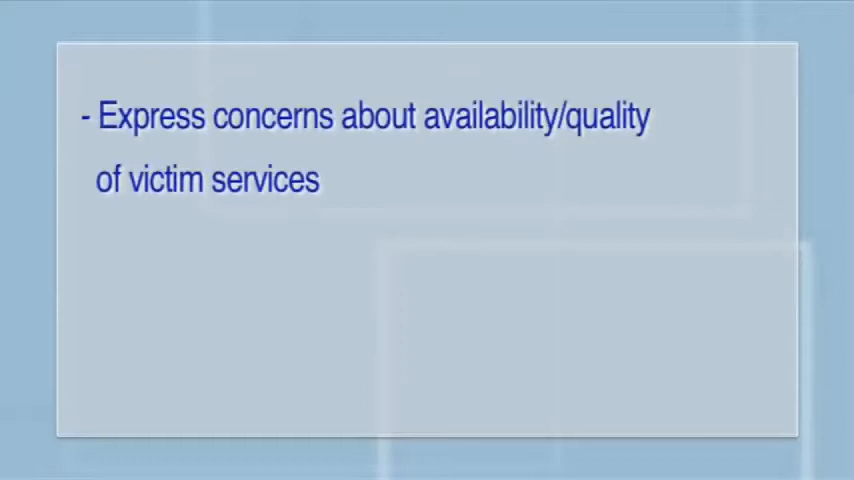 - Express concerns about availability/quality
of victim services